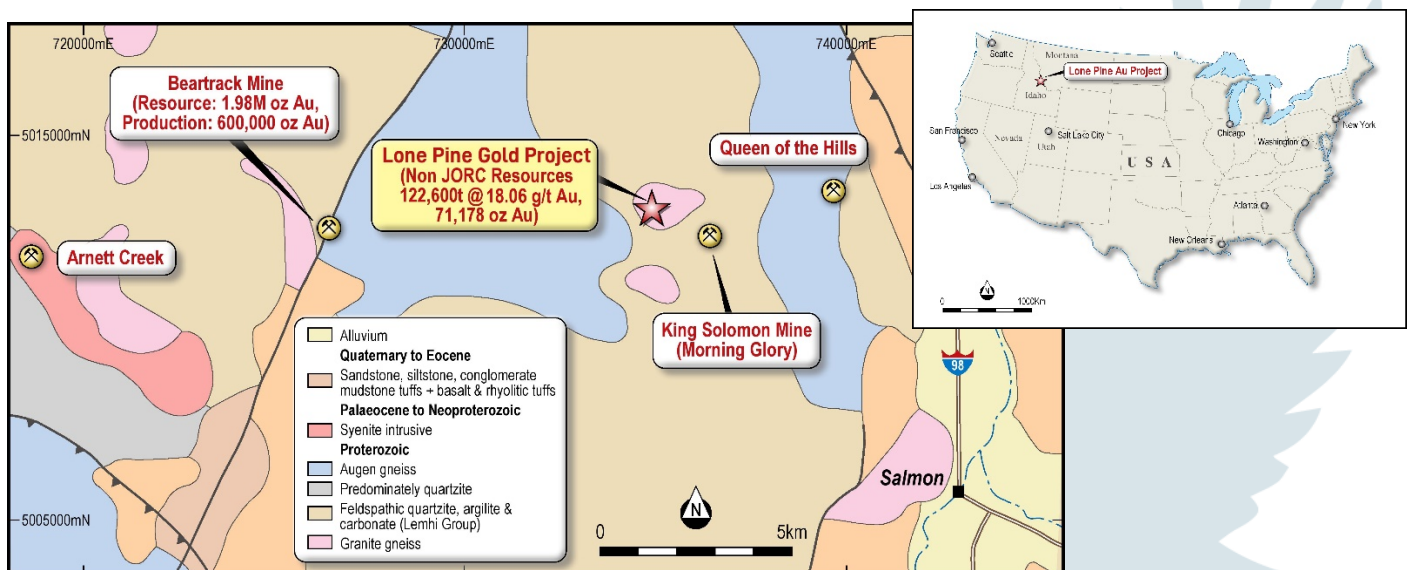 720000mE
730000mE
740000mE
5015000mN
5005000mN
Beartrack Mine
(Resource: 1.98M oz Au,
Production: 600,000 oz Au)
Lone Pine Gold Project
(Non JORC Resources
122,600t @ 18.06 g/t Au,
71,178 oz Au)
Queen of the Hills
Arnett Creek
King Solomon Mine
(Morning Glory)
Alluvium
Quaternary to Eocene
Sandstone, siltstone, conglomerate
mudstone tuffs + basalt & rhyolitic tuffs
Palaeocene to Neoproterozoic
Syenite intrusive
Proterozoic
Augen gneiss
Predominately quartzite
Feldspathic quartzite, argilite &
carbonate (Lemhi Group)
Granite gneiss
N
0
5km
98
Salmon
Seattle
Montana
Lone Pine Au Project
Idaho
San Francisco
Nevada
Salt Lake City
Utah
Los Angeles
U S A
Chicago
New York
Washington
Atlanta
New Orleans
N
0
1000Km